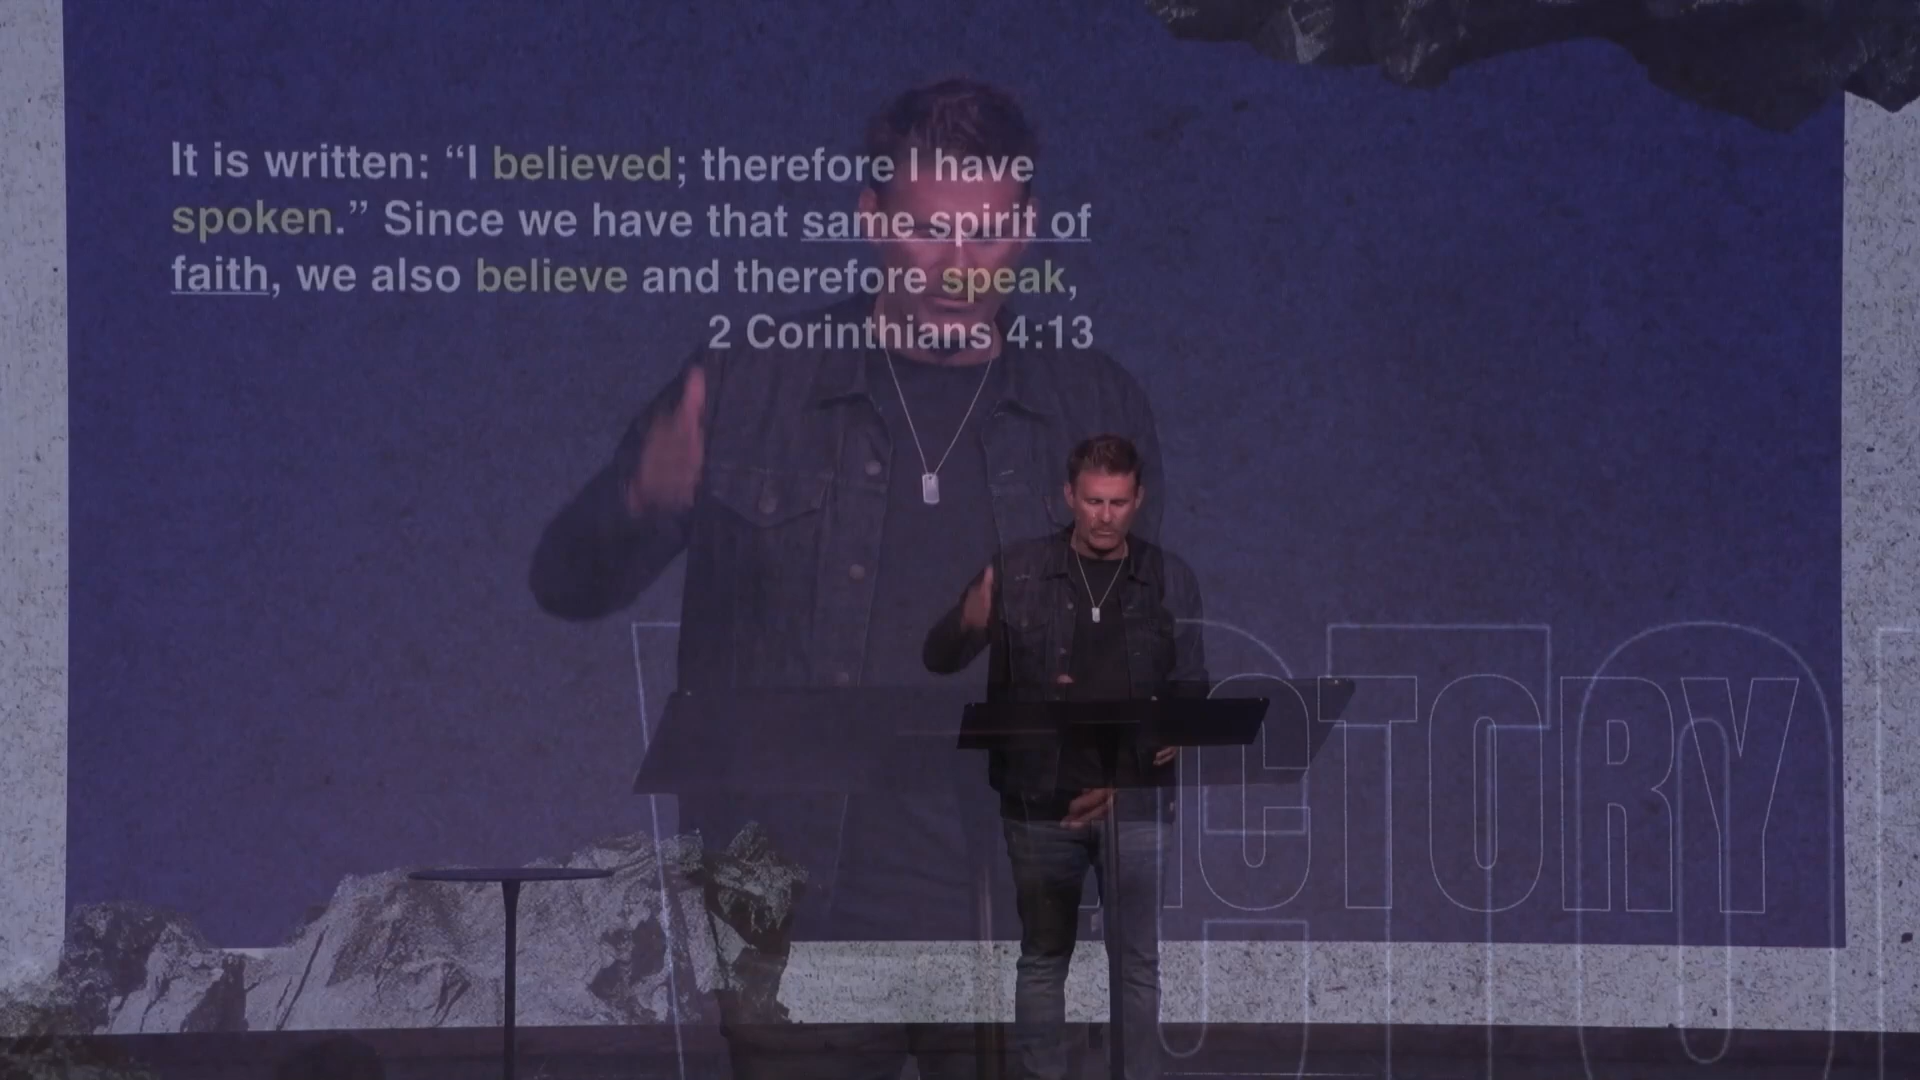 It is written: “I believed; therefore I have
spoken.” Since we have that same spirit of
faith, we also believe and therefore speak,
2 Corinthians 4:13
VICTORY